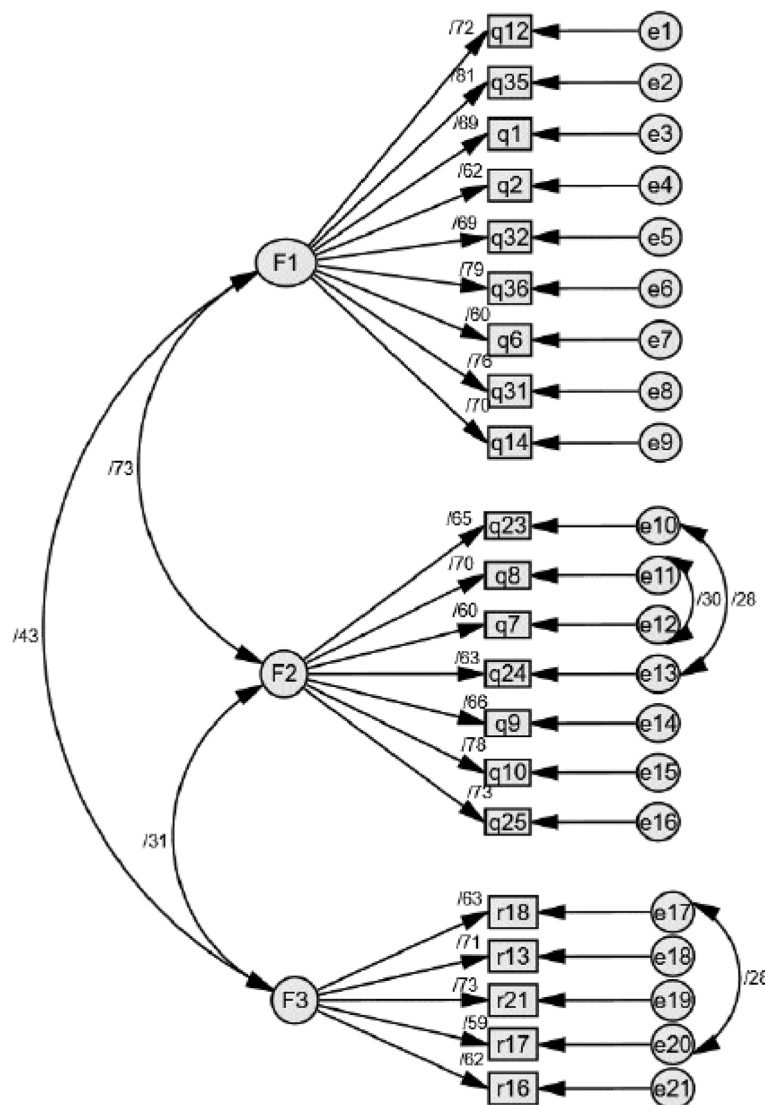 /72 q12 e1
/81 q35 e2
/69 q1 e3
/62 q2 e4
/69 q32 e5
F1
/79 q36 e6
/60 q6 e7
/76 q31 e8
/70 q14 e9
/73
/65 q23 e10
/70 q8 e11
/30 /28
/60 q7 e12
/43
/63 q24 e13
F2
/66 q9 e14
/78 q10 e15
/73 q25 e16
/31
/63 r18 e17
/71 r13 e18
/28
F3
/73 r21 e19
/59 r17 e20
/62 r16 e21